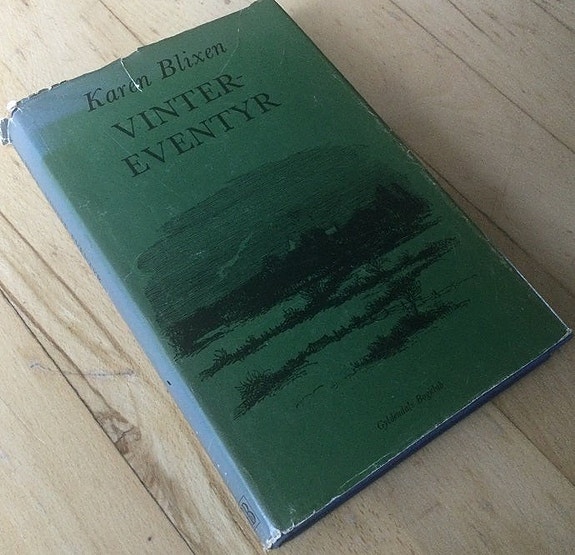 Karen Blixen
VINTER-
EVENTYR
Gyldendals Bogklub